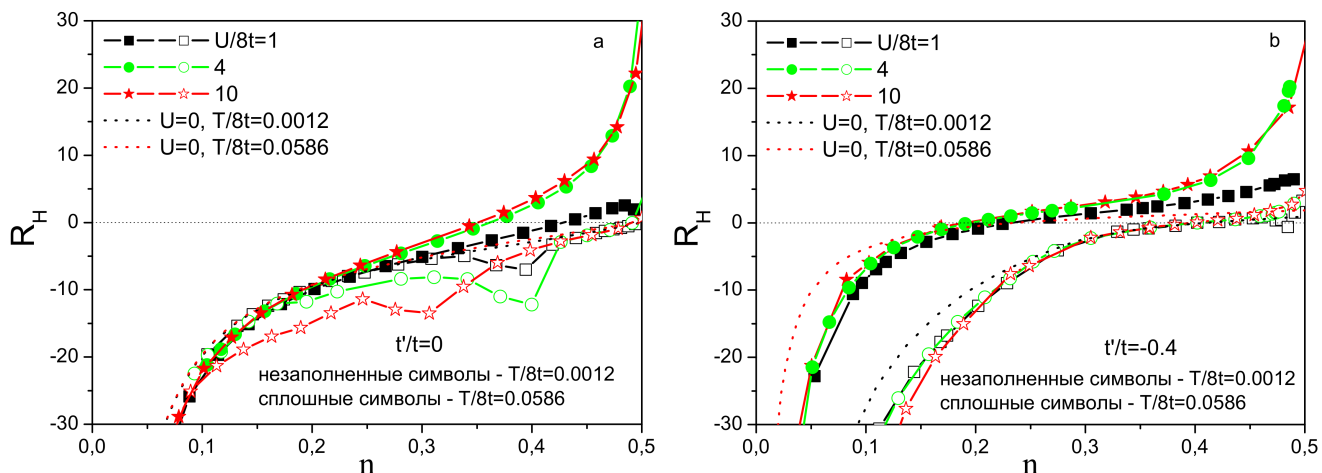 a
U/8t=1
4
10
U=0, T/8t=0.0012
U=0, T/8t=0.0586
t'/t=0
незаполненные символы - T/8t=0.0012
сплошные символы - T/8t=0.0586
30
20
10
0
-10
-20
-30
R_H
0,0
0,1
0,2
0,3
0,4
0,5
n
b
U/8t=1
4
10
U=0, T/8t=0.0012
U=0, T/8t=0.0586
t'/t=-0.4
незаполненные символы - T/8t=0.0012
сплошные символы - T/8t=0.0586
30
20
10
0
-10
-20
-30
R_H
0,0
0,1
0,2
0,3
0,4
0,5
n